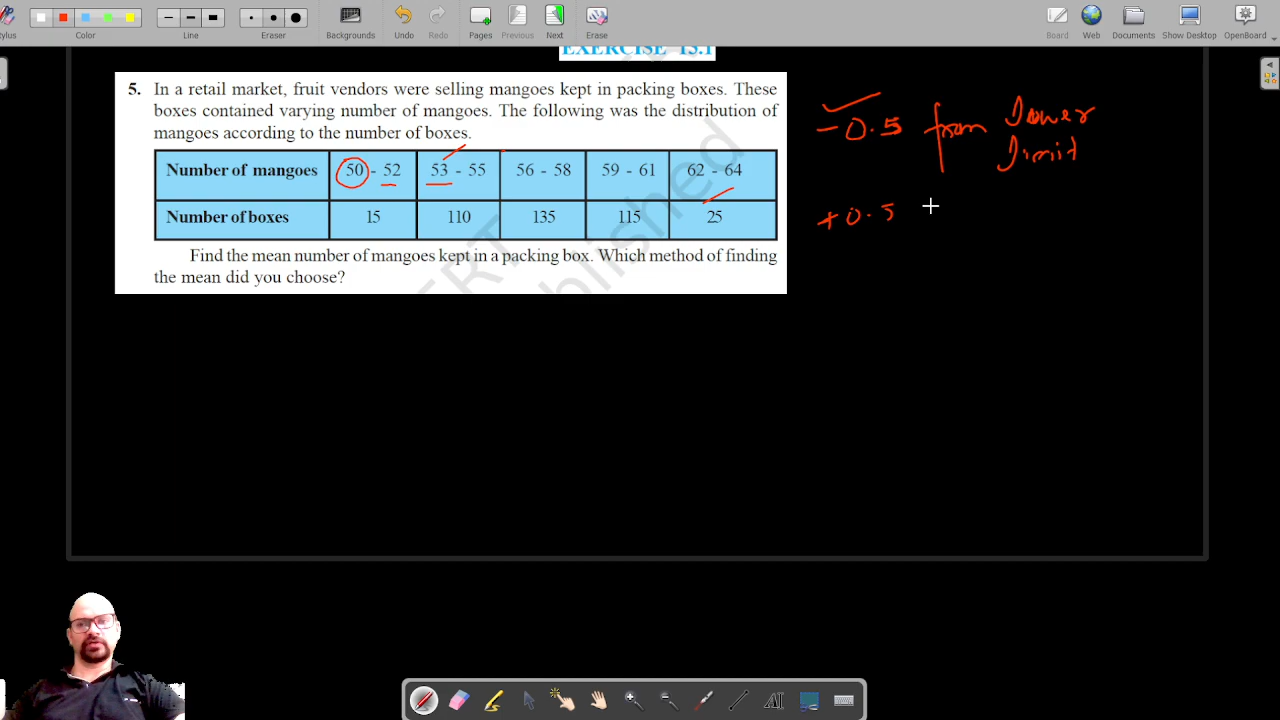 Stylus
Color
Line
Eraser
Backgrounds
Undo
Redo
Pages
Previous
Next
Erase
Board
Web
Documents
Show Desktop
OpenBoard
EXERCISE 13.1
5. In a retail market, fruit vendors were selling mangoes kept in packing boxes. These
boxes contained varying number of mangoes. The following was the distribution of
mangoes according to the number of boxes.
Number of mangoes 50 - 52 53 - 55 56 - 58 59 - 61 62 - 64
Number of boxes 15 110 135 115 25
Find the mean number of mangoes kept in a packing box. Which method of finding
the mean did you choose?
-0.5 from lower
limit
+0.5